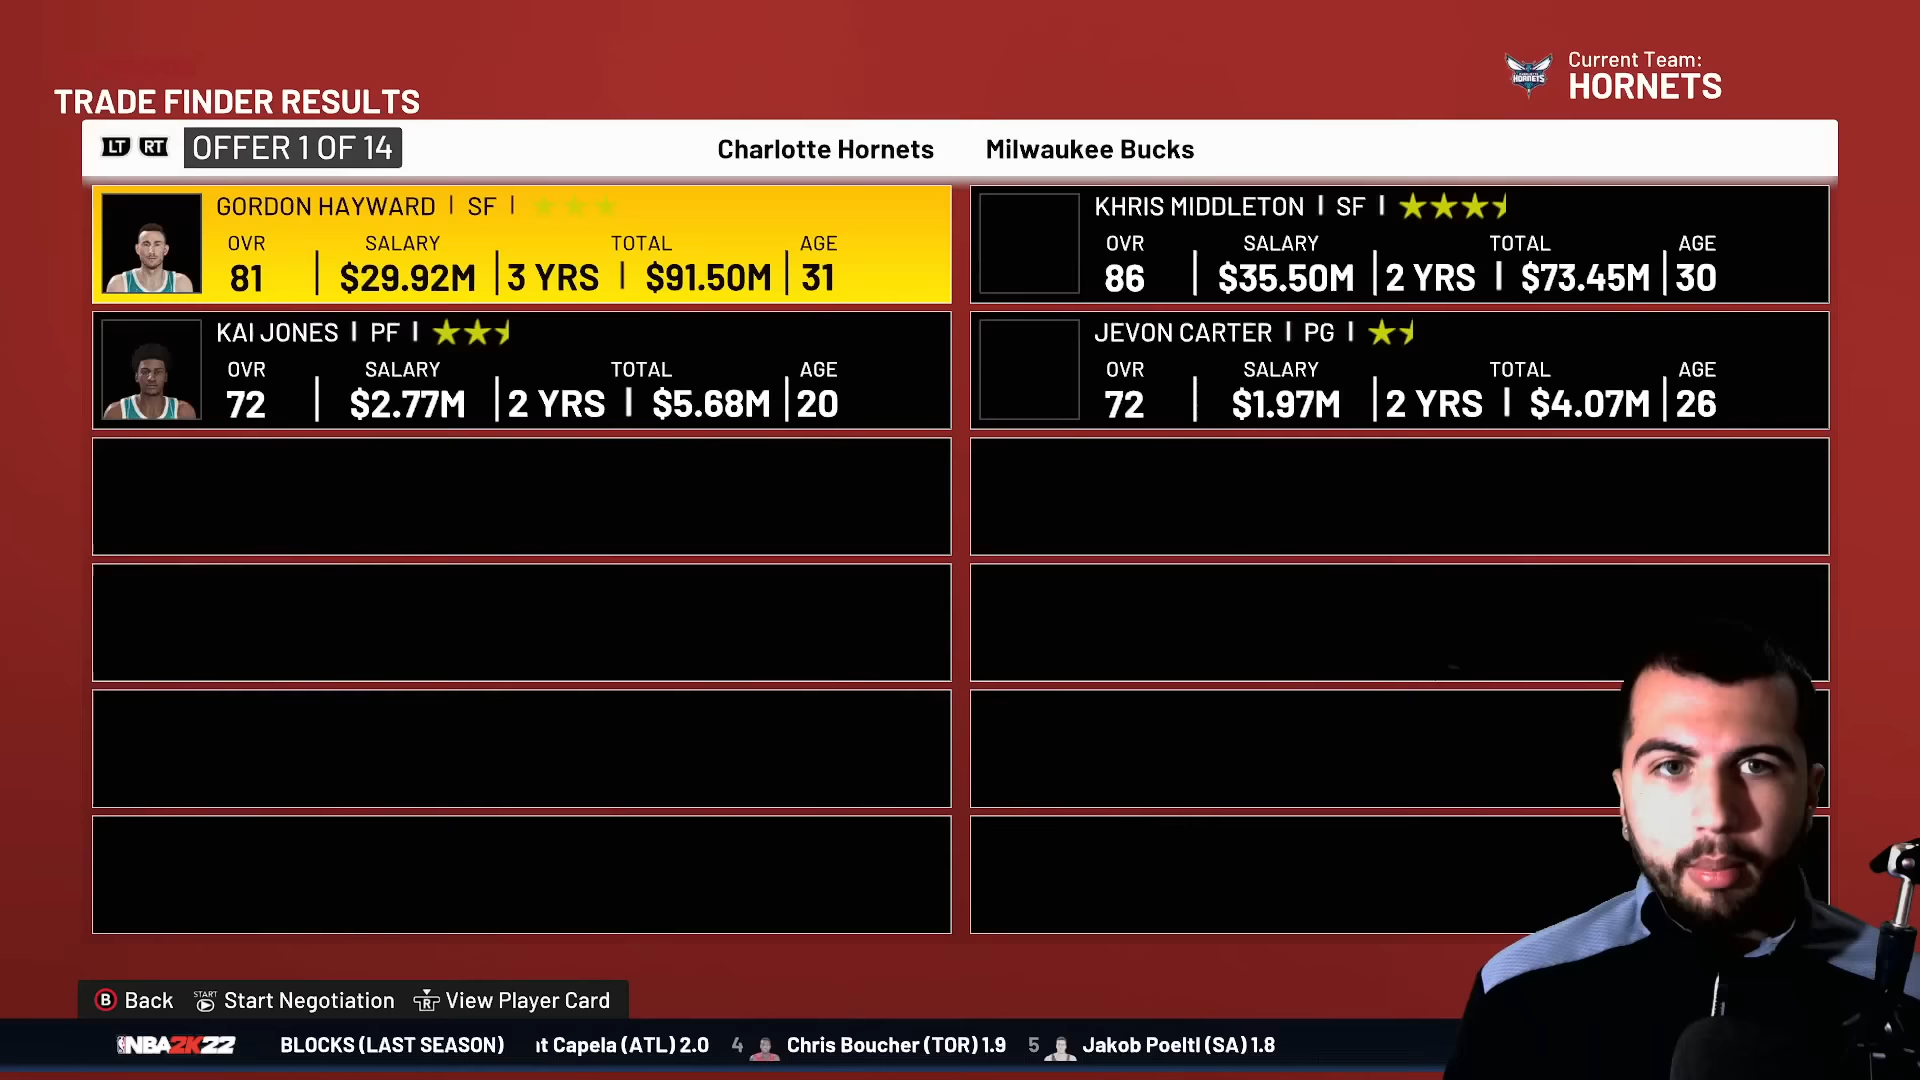 Current Team:
HORNETS
TRADE FINDER RESULTS
LT RT OFFER 1 OF 14 Charlotte Hornets Milwaukee Bucks
GORDON HAYWARD | SF |
OVR SALARY TOTAL AGE
81 | $29.92M | 3 YRS | $91.50M | 31
KHRIS MIDDLETON | SF |
OVR SALARY TOTAL AGE
86 | $35.50M | 2 YRS | $73.45M | 30
KAI JONES | PF |
OVR SALARY TOTAL AGE
72 | $2.77M | 2 YRS | $5.68M | 20
JEVON CARTER | PG |
OVR SALARY TOTAL AGE
72 | $1.97M | 2 YRS | $4.07M | 26
B Back START Start Negotiation R View Player Card
NBA 2K22 BLOCKS (LAST SEASON) nt Capela (ATL) 2.0 4 Chris Boucher (TOR) 1.9 5 Jakob Poeltl (SA) 1.8